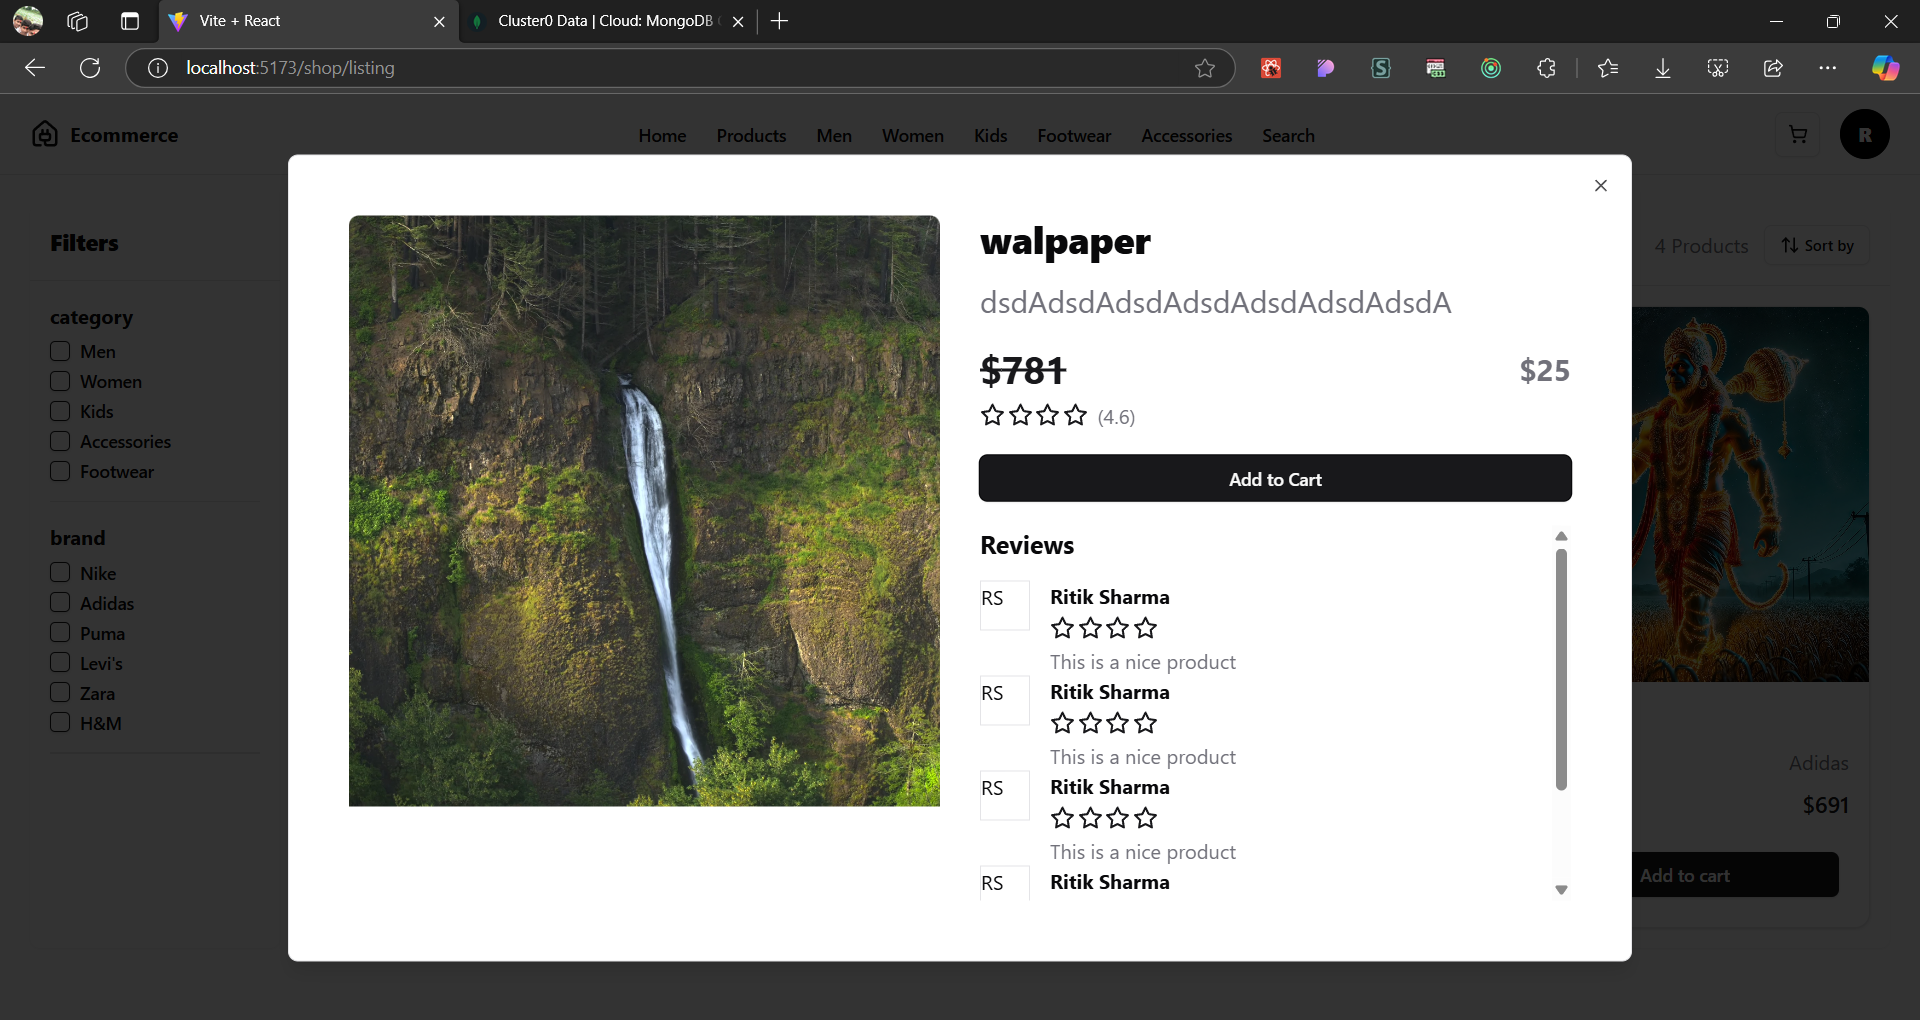 Vite + React
Cluster0 Data | Cloud: MongoDB
localhost:5173/shop/listing
Ecommerce
Home Products Men Women Kids Footwear Accessories Search
R
Filters
4 Products
Sort by
category
Men
Women
Kids
Accessories
Footwear
brand
Nike
Adidas
Puma
Levi's
Zara
H&M
walpaper
dsdAdsdAdsdAdsdAdsdAdsdAdsdA
$781
$25
(4.6)
Add to Cart
Reviews
RS
Ritik Sharma
This is a nice product
RS
Ritik Sharma
This is a nice product
RS
Ritik Sharma
This is a nice product
RS
Ritik Sharma
Adidas
$691
Add to cart